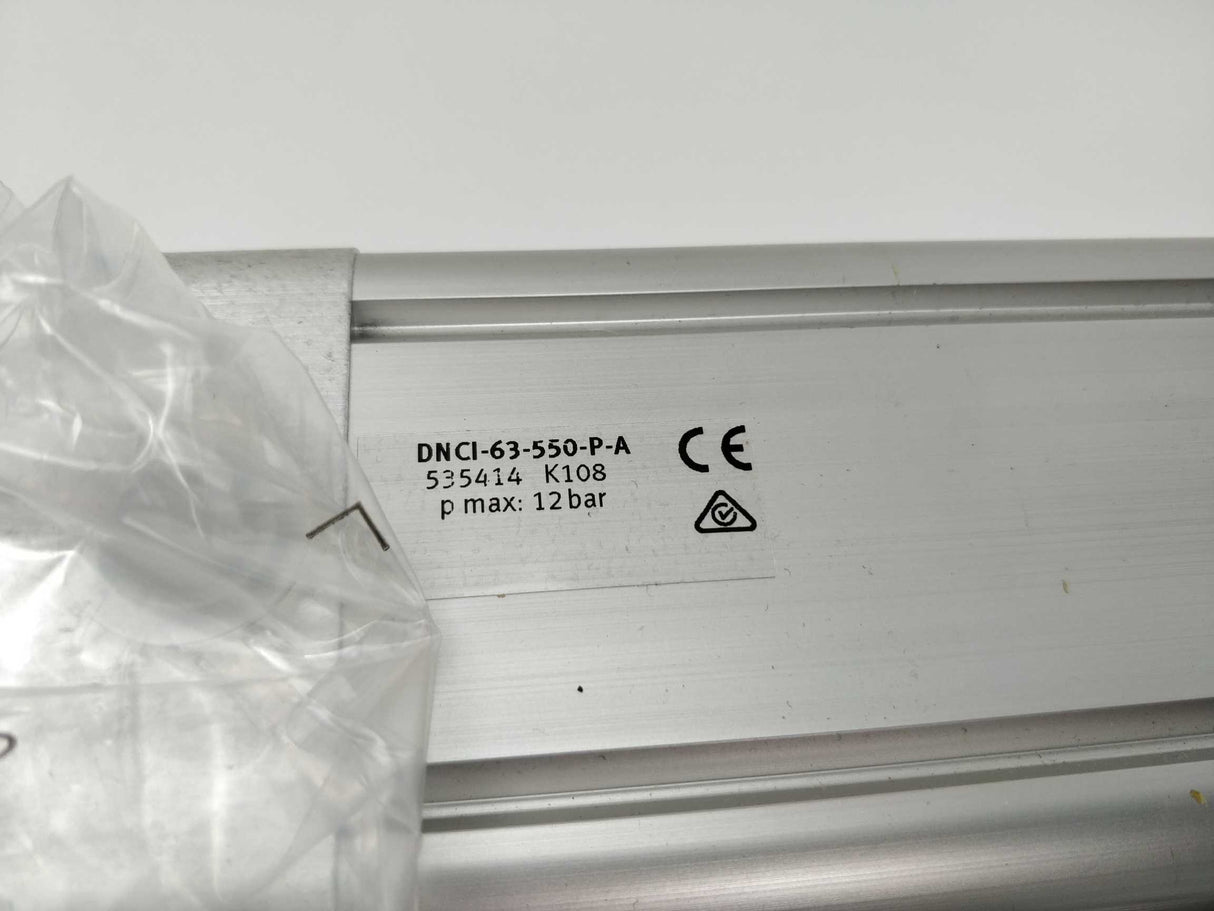 DNCI-63-550-P-A
535414 K108
p max: 12 bar
CE